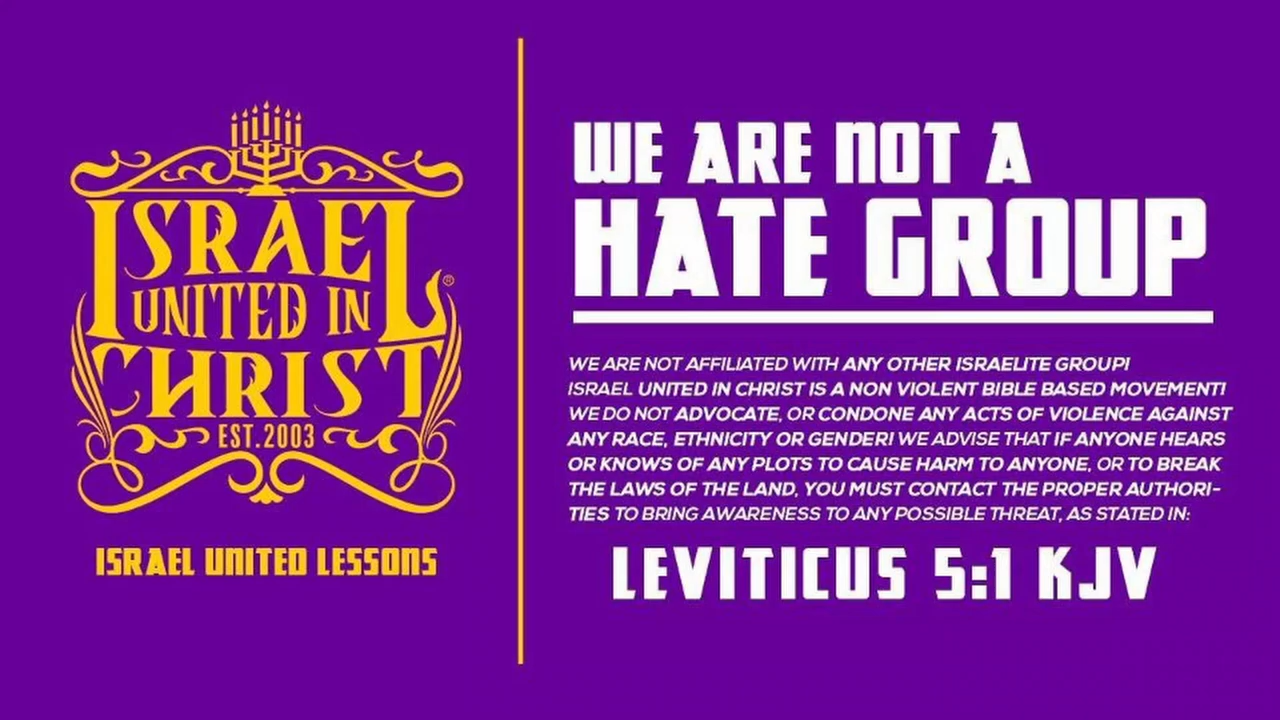 ISRAEL
UNITED IN
CHRIST
EST.2003
®
ISRAEL UNITED LESSONS
WE ARE NOT A
HATE GROUP
WE ARE NOT AFFILIATED WITH ANY OTHER ISRAELITE GROUP!
ISRAEL UNITED IN CHRIST IS A NON VIOLENT BIBLE BASED MOVEMENT!
WE DO NOT ADVOCATE, OR CONDONE ANY ACTS OF VIOLENCE AGAINST
ANY RACE, ETHNICITY OR GENDER! WE ADVISE THAT IF ANYONE HEARS
OR KNOWS OF ANY PLOTS TO CAUSE HARM TO ANYONE, OR TO BREAK
THE LAWS OF THE LAND, YOU MUST CONTACT THE PROPER AUTHORI-
TIES TO BRING AWARENESS TO ANY POSSIBLE THREAT, AS STATED IN:
LEVITICUS 5:1 KJV